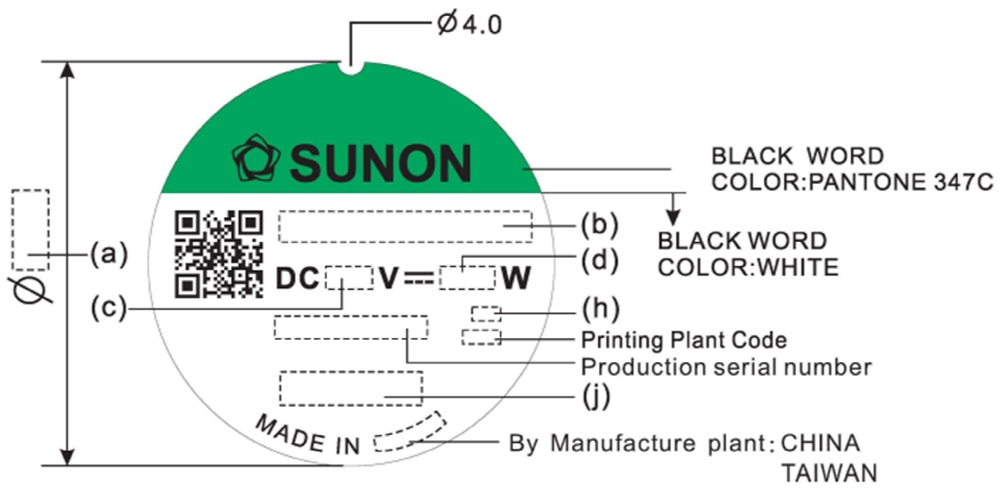 Ø4.0
SUNON
BLACK WORD
COLOR:PANTONE 347C
BLACK WORD
COLOR:WHITE
(a)
Ø
(b)
(d)
DC V W
(c)
(h)
Printing Plant Code
Production serial number
(j)
MADE IN
By Manufacture plant: CHINA
TAIWAN